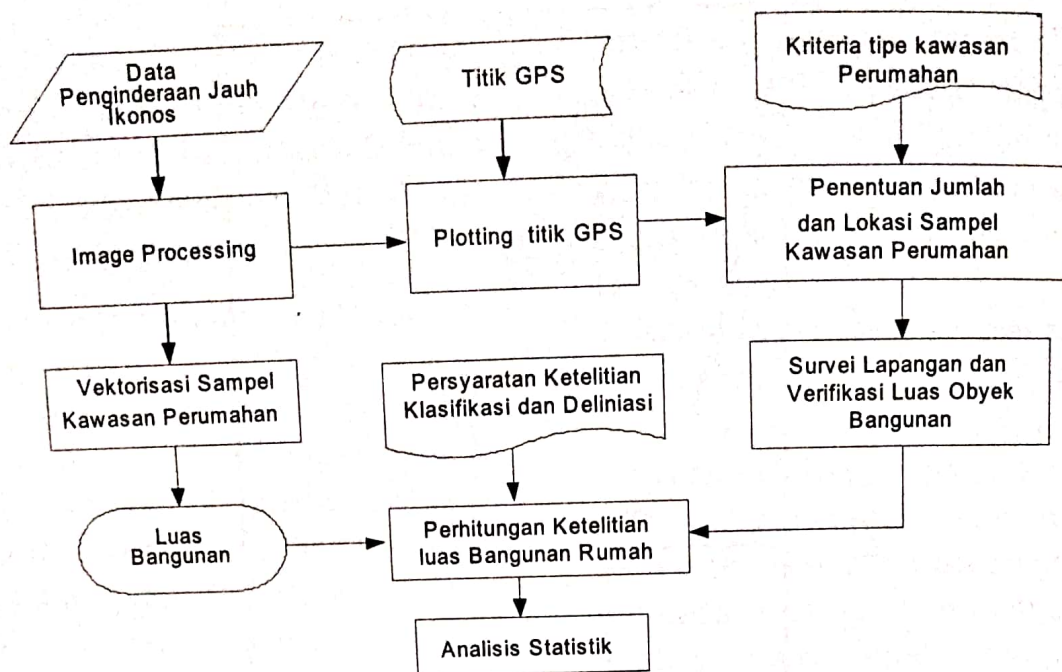 Data
Penginderaan Jauh
Ikonos
Titik GPS
Kriteria tipe kawasan
Perumahan
Image Processing
Plotting titik GPS
Penentuan Jumlah
dan Lokasi Sampel
Kawasan Perumahan
Vektorisasi Sampel
Kawasan Perumahan
Persyaratan Ketelitian
Klasifikasi dan Deliniasi
Survei Lapangan dan
Verifikasi Luas Obyek
Bangunan
Luas
Bangunan
Perhitungan Ketelitian
luas Bangunan Rumah
Analisis Statistik